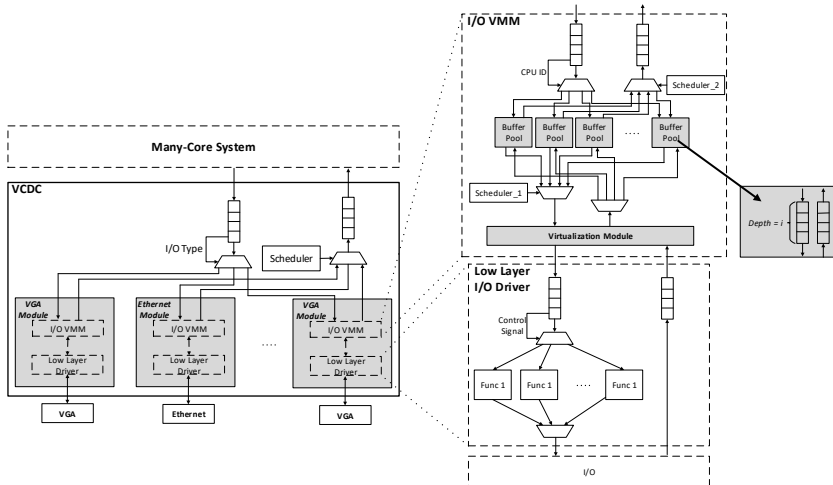 Many-Core System
VCDC
I/O Type
Scheduler
VGA
Module
I/O VMM
Low Layer
Driver
Ethernet
Module
I/O VMM
Low Layer
Driver
....
VGA
Module
I/O VMM
Low Layer
Driver
VGA
Ethernet
VGA
I/O VMM
CPU ID
Scheduler_2
Buffer
Pool
Buffer
Pool
Buffer
Pool
....
Buffer
Pool
Scheduler_1
Virtualization Module
Depth = i
Low Layer
I/O Driver
Control
Signal
Func 1
Func 1
....
Func 1
I/O